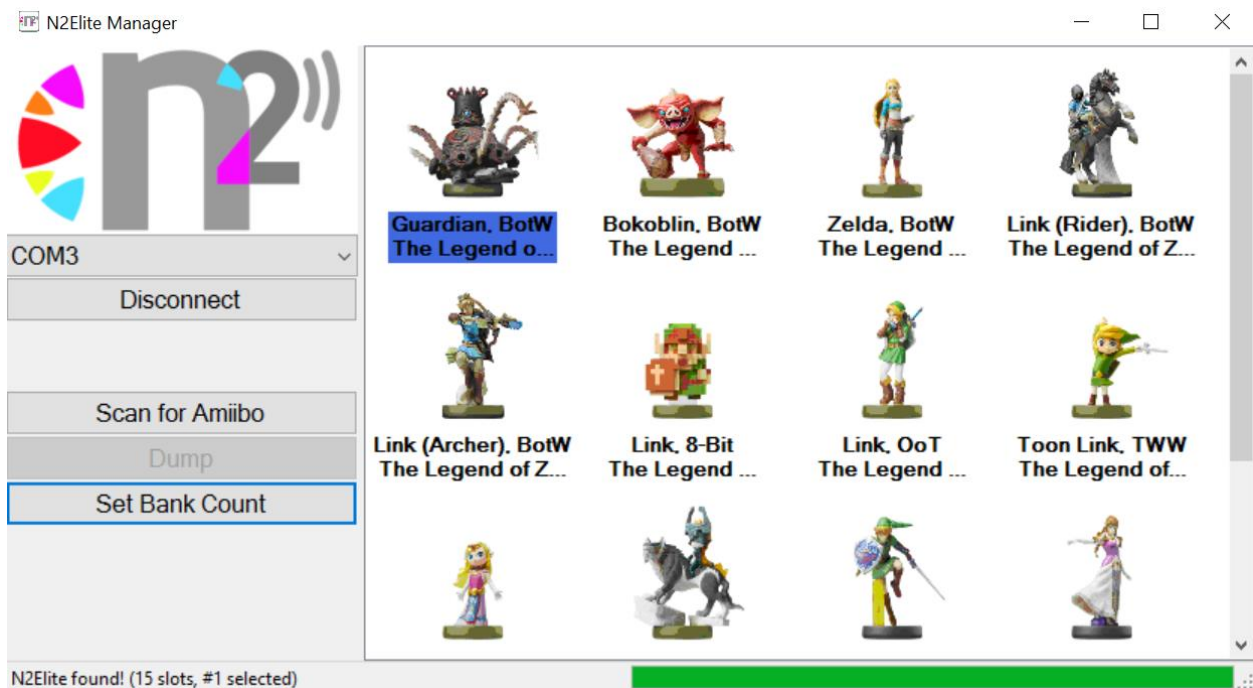 N2Elite Manager
n2
COM3
Disconnect
Scan for Amiibo
Dump
Set Bank Count
Guardian, BotW
The Legend o...
Bokoblin, BotW
The Legend ...
Zelda, BotW
The Legend ...
Link (Rider), BotW
The Legend of Z...
Link (Archer), BotW
The Legend of Z...
Link, 8-Bit
The Legend ...
Link, OoT
The Legend ...
Toon Link, TWW
The Legend of...
N2Elite found! (15 slots, #1 selected)